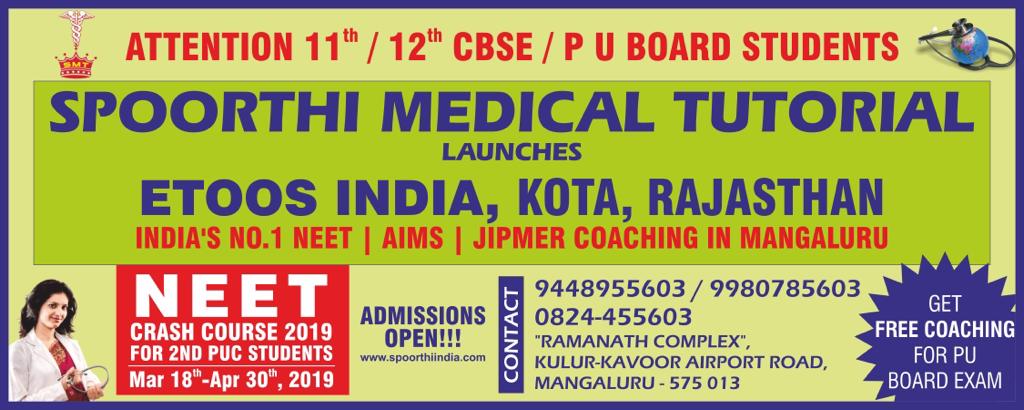 SMT
ATTENTION 11th / 12th CBSE / P U BOARD STUDENTS
SPOORTHI MEDICAL TUTORIAL
LAUNCHES
ETOOS INDIA, KOTA, RAJASTHAN
INDIA'S NO.1 NEET | AIMS | JIPMER COACHING IN MANGALURU
NEET
CRASH COURSE 2019
FOR 2ND PUC STUDENTS
Mar 18th-Apr 30th, 2019
ADMISSIONS
OPEN!!!
www.spoorthiindia.com
CONTACT
9448955603 / 9980785603
0824-455603
"RAMANATH COMPLEX",
KULUR-KAVOOR AIRPORT ROAD,
MANGALURU - 575 013
GET
FREE COACHING
FOR PU
BOARD EXAM